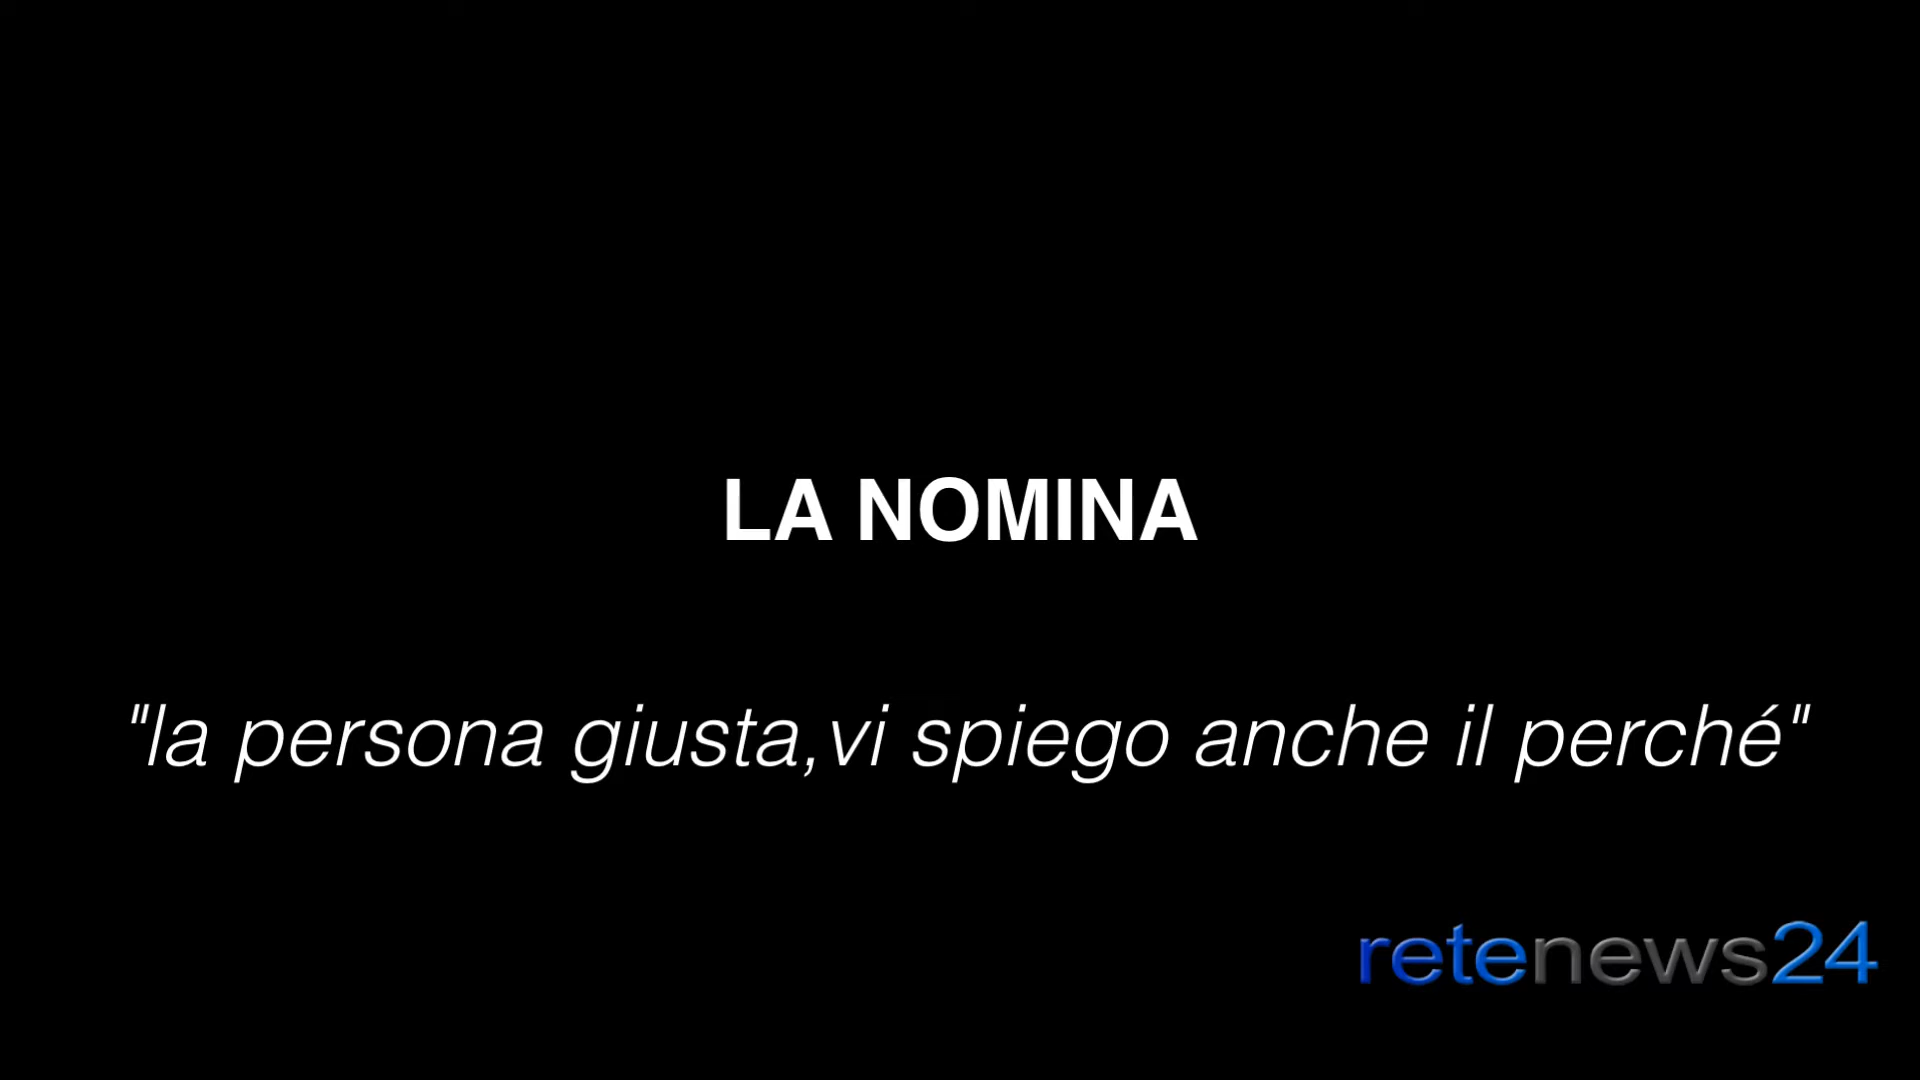 LA NOMINA
"la persona giusta,vi spiego anche il perché"
retenews24